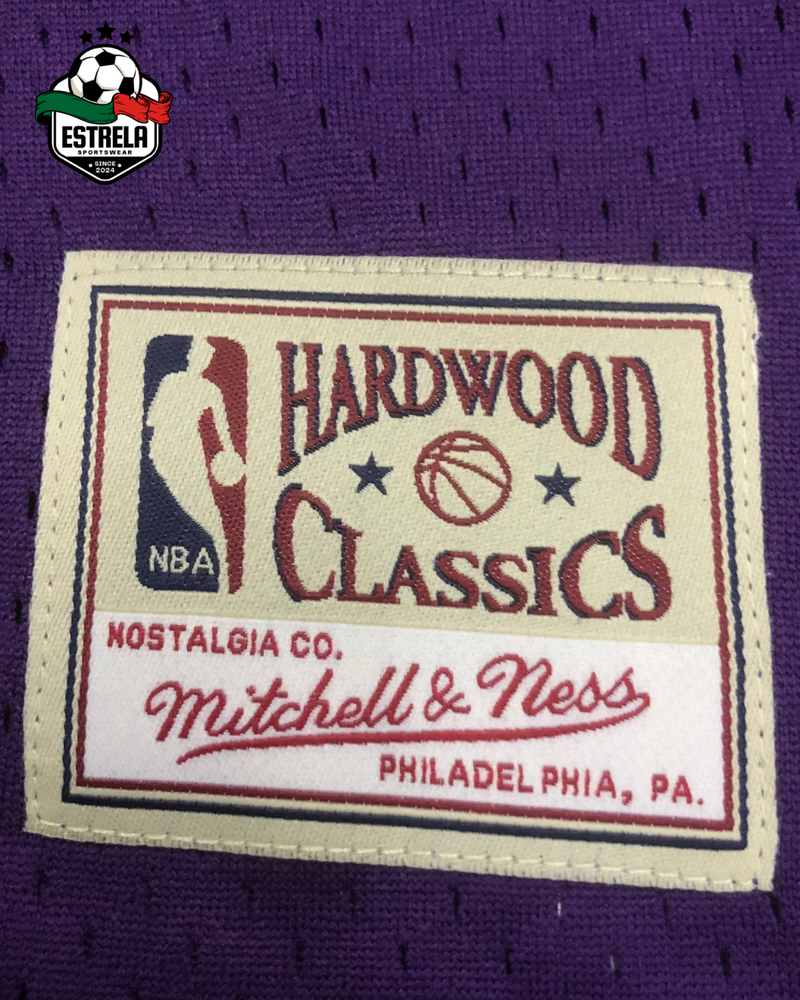 ESTRELA
SPORTSWEAR
SINCE
2024
HARDWOOD
CLASSICS
NBA
NOSTALGIA CO.
Mitchell & Ness
PHILADELPHIA, PA.